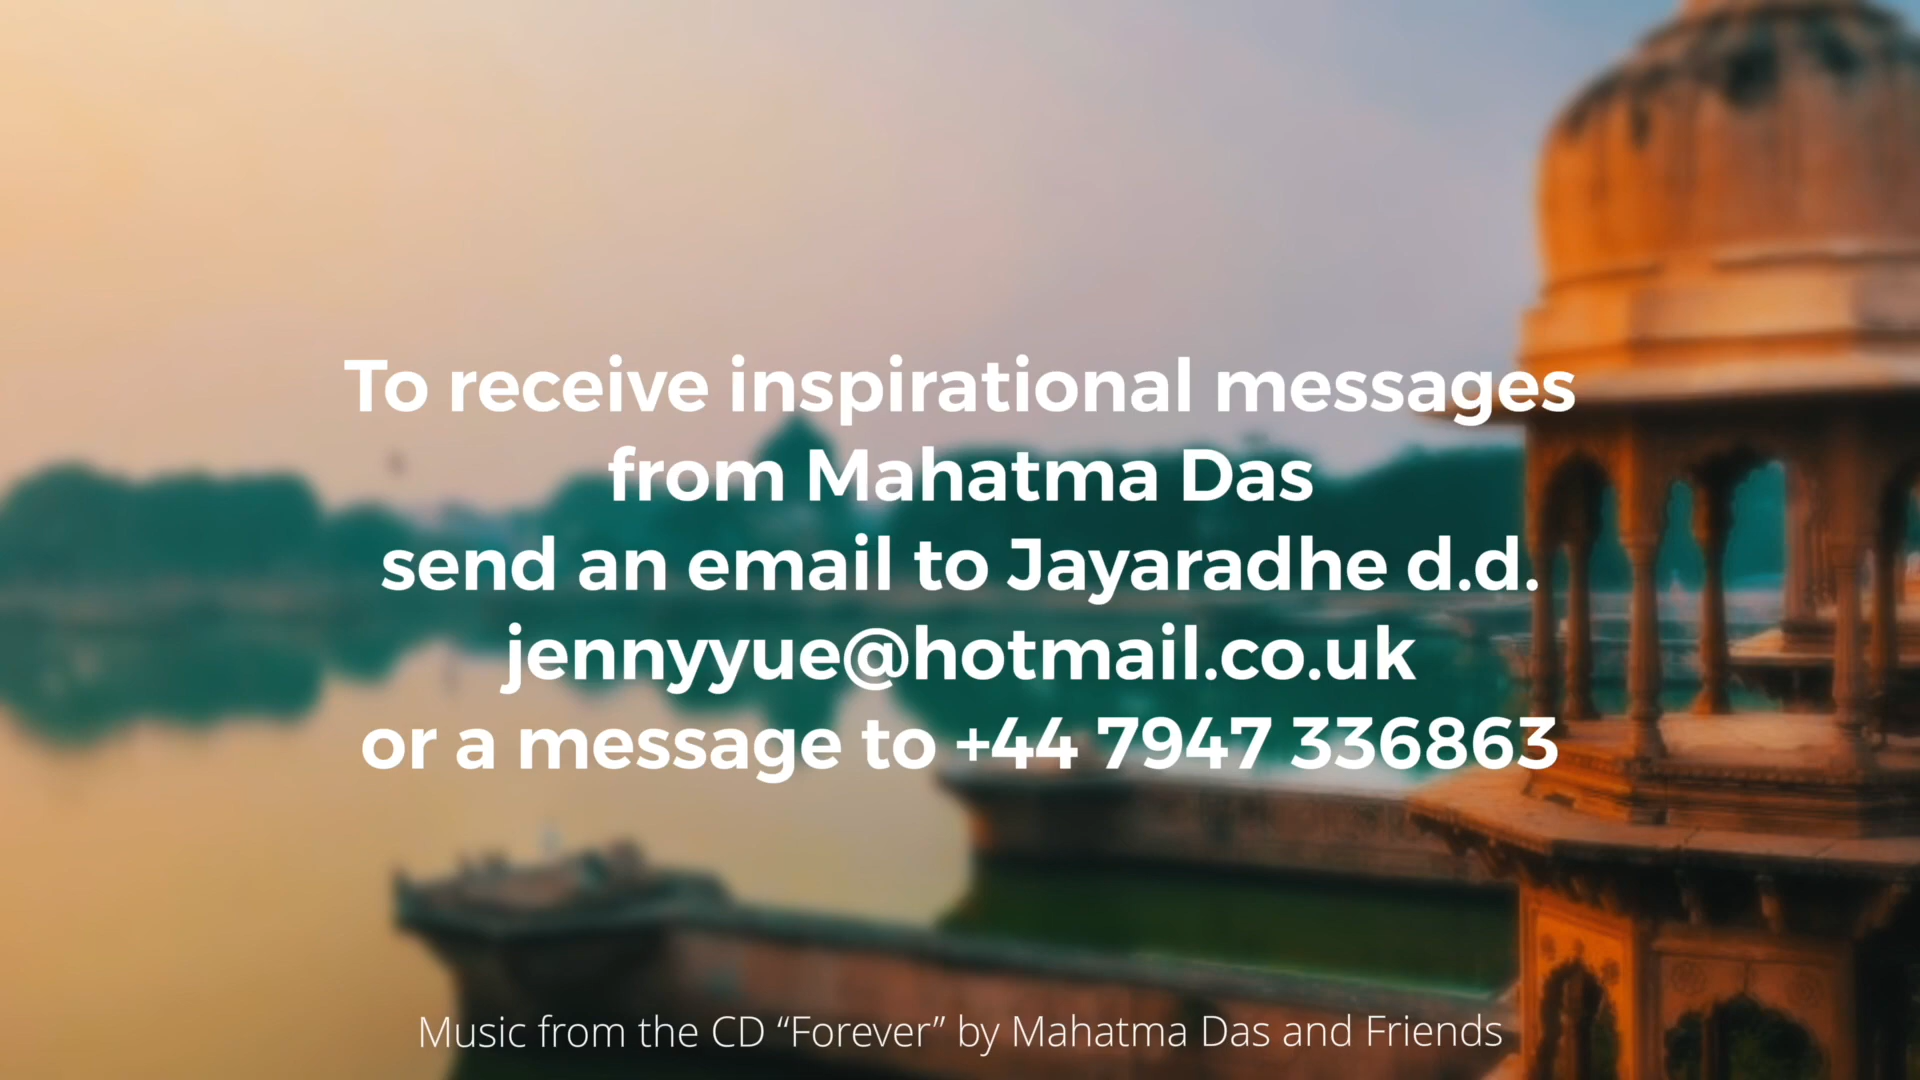 To receive inspirational messages
from Mahatma Das
send an email to Jayaradhe d.d.
jennyyue@hotmail.co.uk
or a message to +44 7947 336863
Music from the CD “Forever” by Mahatma Das and Friends